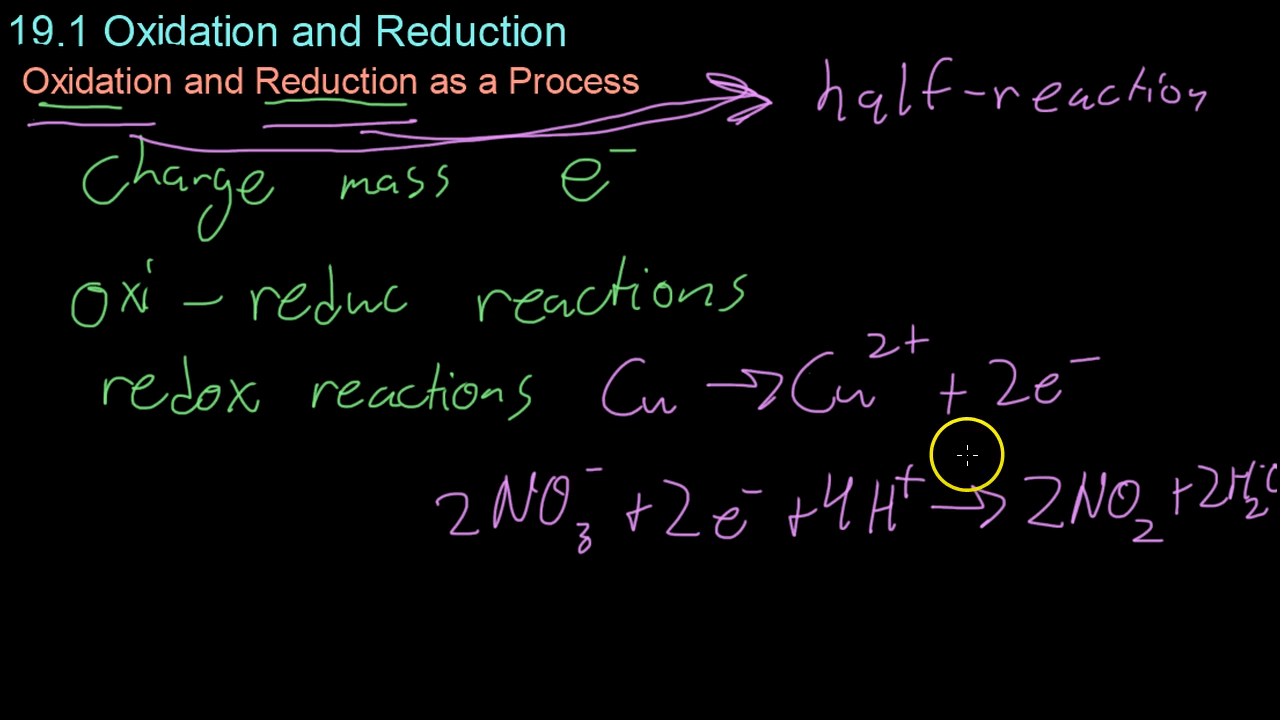 19.1 Oxidation and Reduction
Oxidation and Reduction as a Process
half-reaction
Charge mass e⁻
oxi - reduc reactions
redox reactions Cu → Cu²⁺ + 2e⁻
2NO₃⁻ + 2e⁻ + 4H⁺ → 2NO₂ + 2H₂O